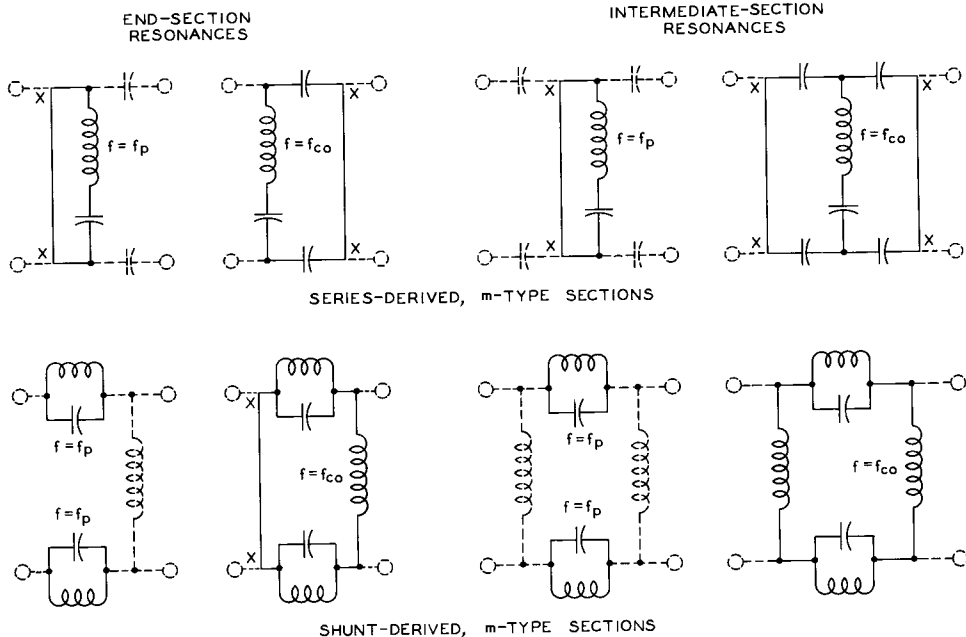 END-SECTION
RESONANCES
INTERMEDIATE-SECTION
RESONANCES
X
X
f = fp
f = fco
X
X
X
X
f = fp
X
X
f = fco
X
X
SERIES-DERIVED, m-TYPE SECTIONS
f = fp
f = fp
X
X
f = fco
f = fp
f = fp
f = fco
SHUNT-DERIVED, m-TYPE SECTIONS